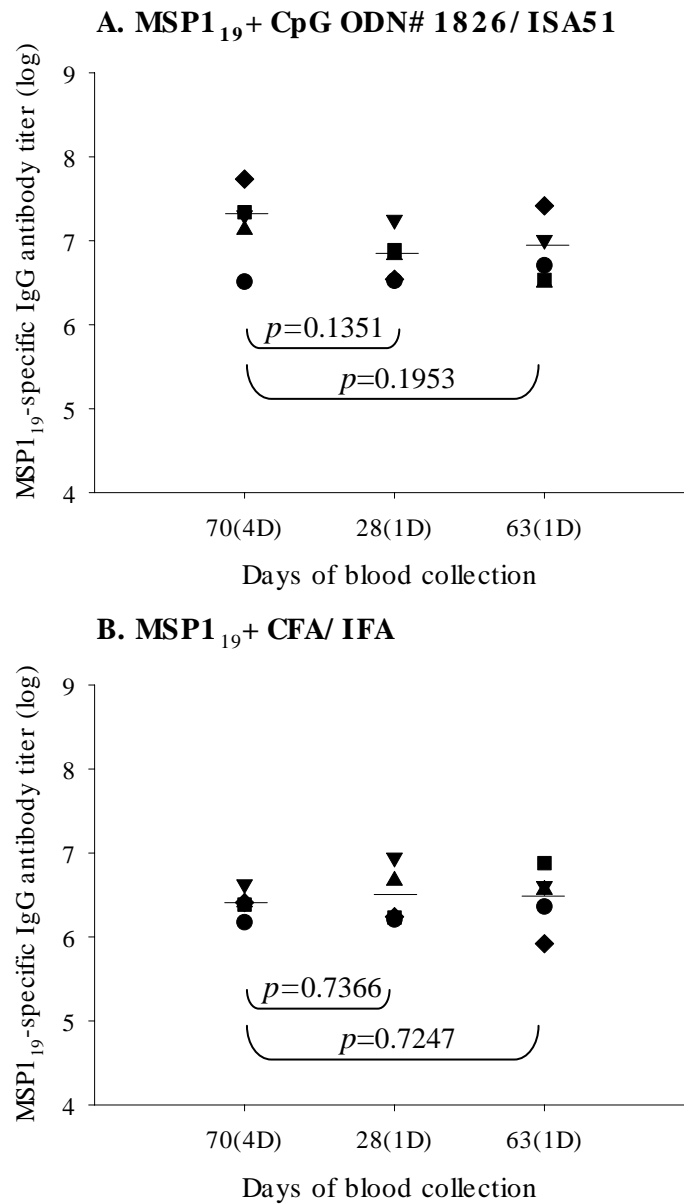 A. MSP1₁₉+ CpG ODN# 1826/ ISA51
MSP1₁₉-specific IgG antibody titer (log)
9
8
7
6
5
4
p=0.1351
p=0.1953
70(4D) 28(1D) 63(1D)
Days of blood collection
B. MSP1₁₉+ CFA/ IFA
MSP1₁₉-specific IgG antibody titer (log)
9
8
7
6
5
4
p=0.7366
p=0.7247
70(4D) 28(1D) 63(1D)
Days of blood collection